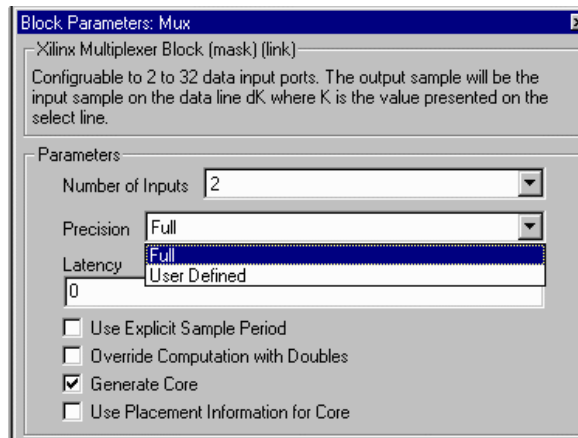 Block Parameters: Mux
Xilinx Multiplexer Block (mask) (link)
Configruable to 2 to 32 data input ports. The output sample will be the
input sample on the data line dK where K is the value presented on the
select line.
Parameters
Number of Inputs 2
Precision Full
Full
Latency
User Defined
0
Use Explicit Sample Period
Override Computation with Doubles
Generate Core
Use Placement Information for Core